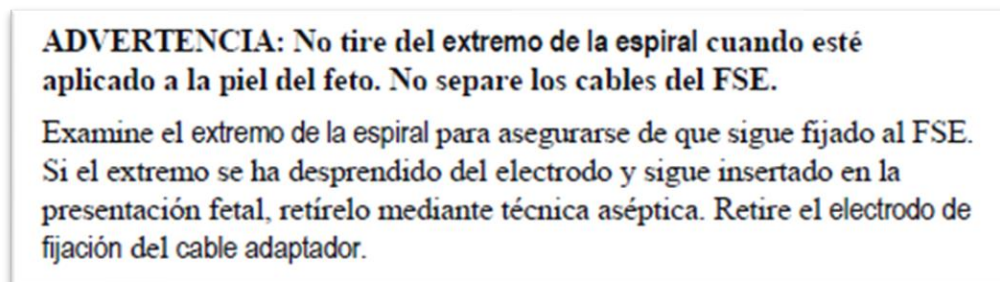 ADVERTENCIA: No tire del extremo de la espiral cuando esté
aplicado a la piel del feto. No separe los cables del FSE.
Examine el extremo de la espiral para asegurarse de que sigue fijado al FSE.
Si el extremo se ha desprendido del electrodo y sigue insertado en la
presentación fetal, retírelo mediante técnica aséptica. Retire el electrodo de
fijación del cable adaptador.